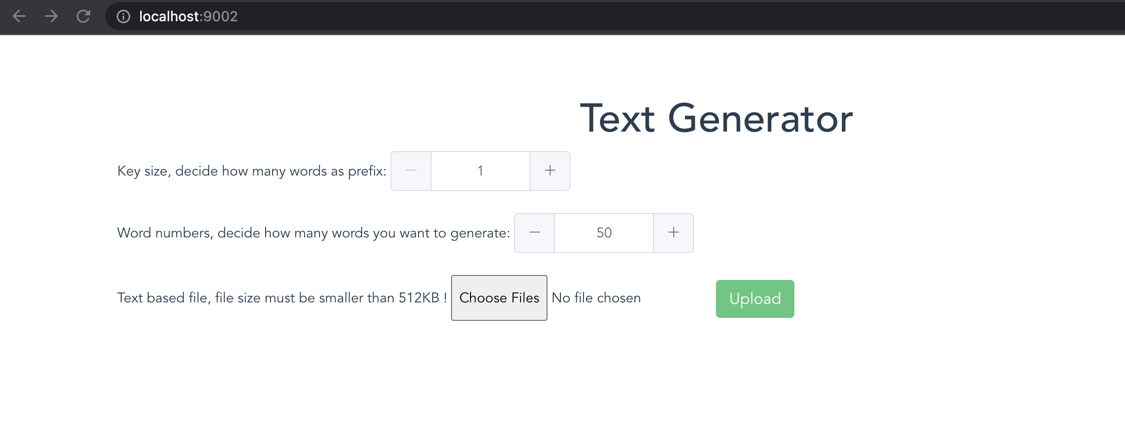 localhost:9002
Text Generator
Key size, decide how many words as prefix: − 1 +
Word numbers, decide how many words you want to generate: − 50 +
Text based file, file size must be smaller than 512KB ! Choose Files No file chosen Upload